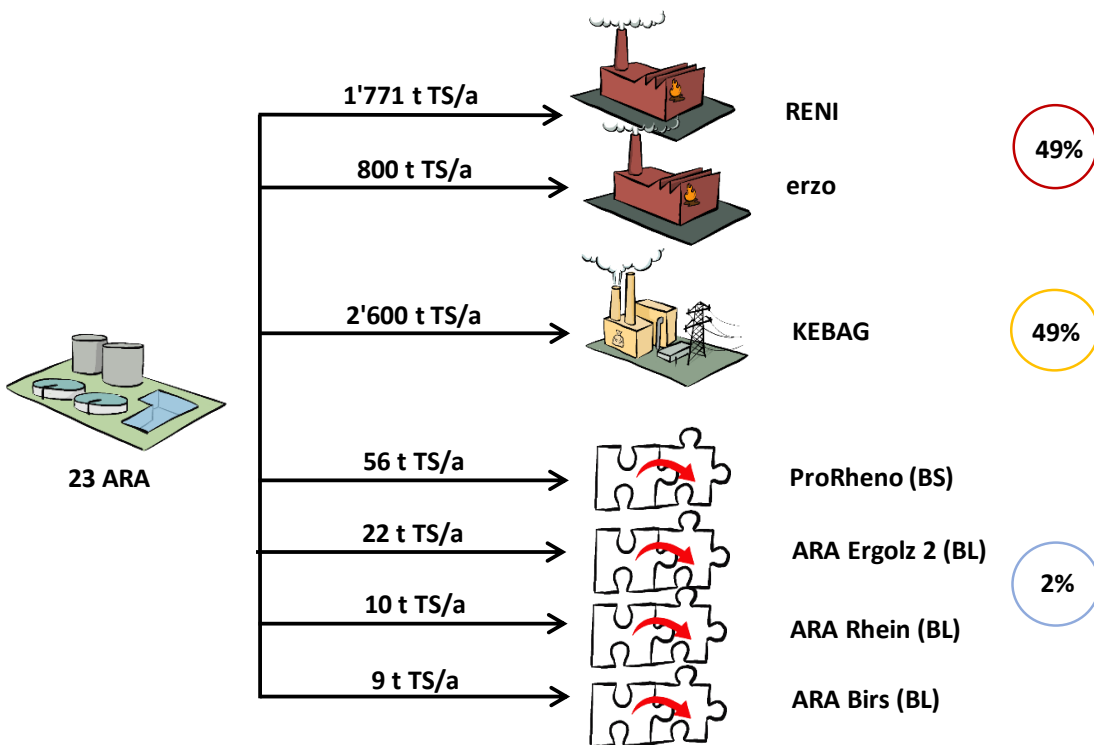 1'771 t TS/a
RENI
49%
800 t TS/a
erzo
2'600 t TS/a
KEBAG
49%
23 ARA
56 t TS/a
ProRheno (BS)
22 t TS/a
ARA Ergolz 2 (BL)
2%
10 t TS/a
ARA Rhein (BL)
9 t TS/a
ARA Birs (BL)